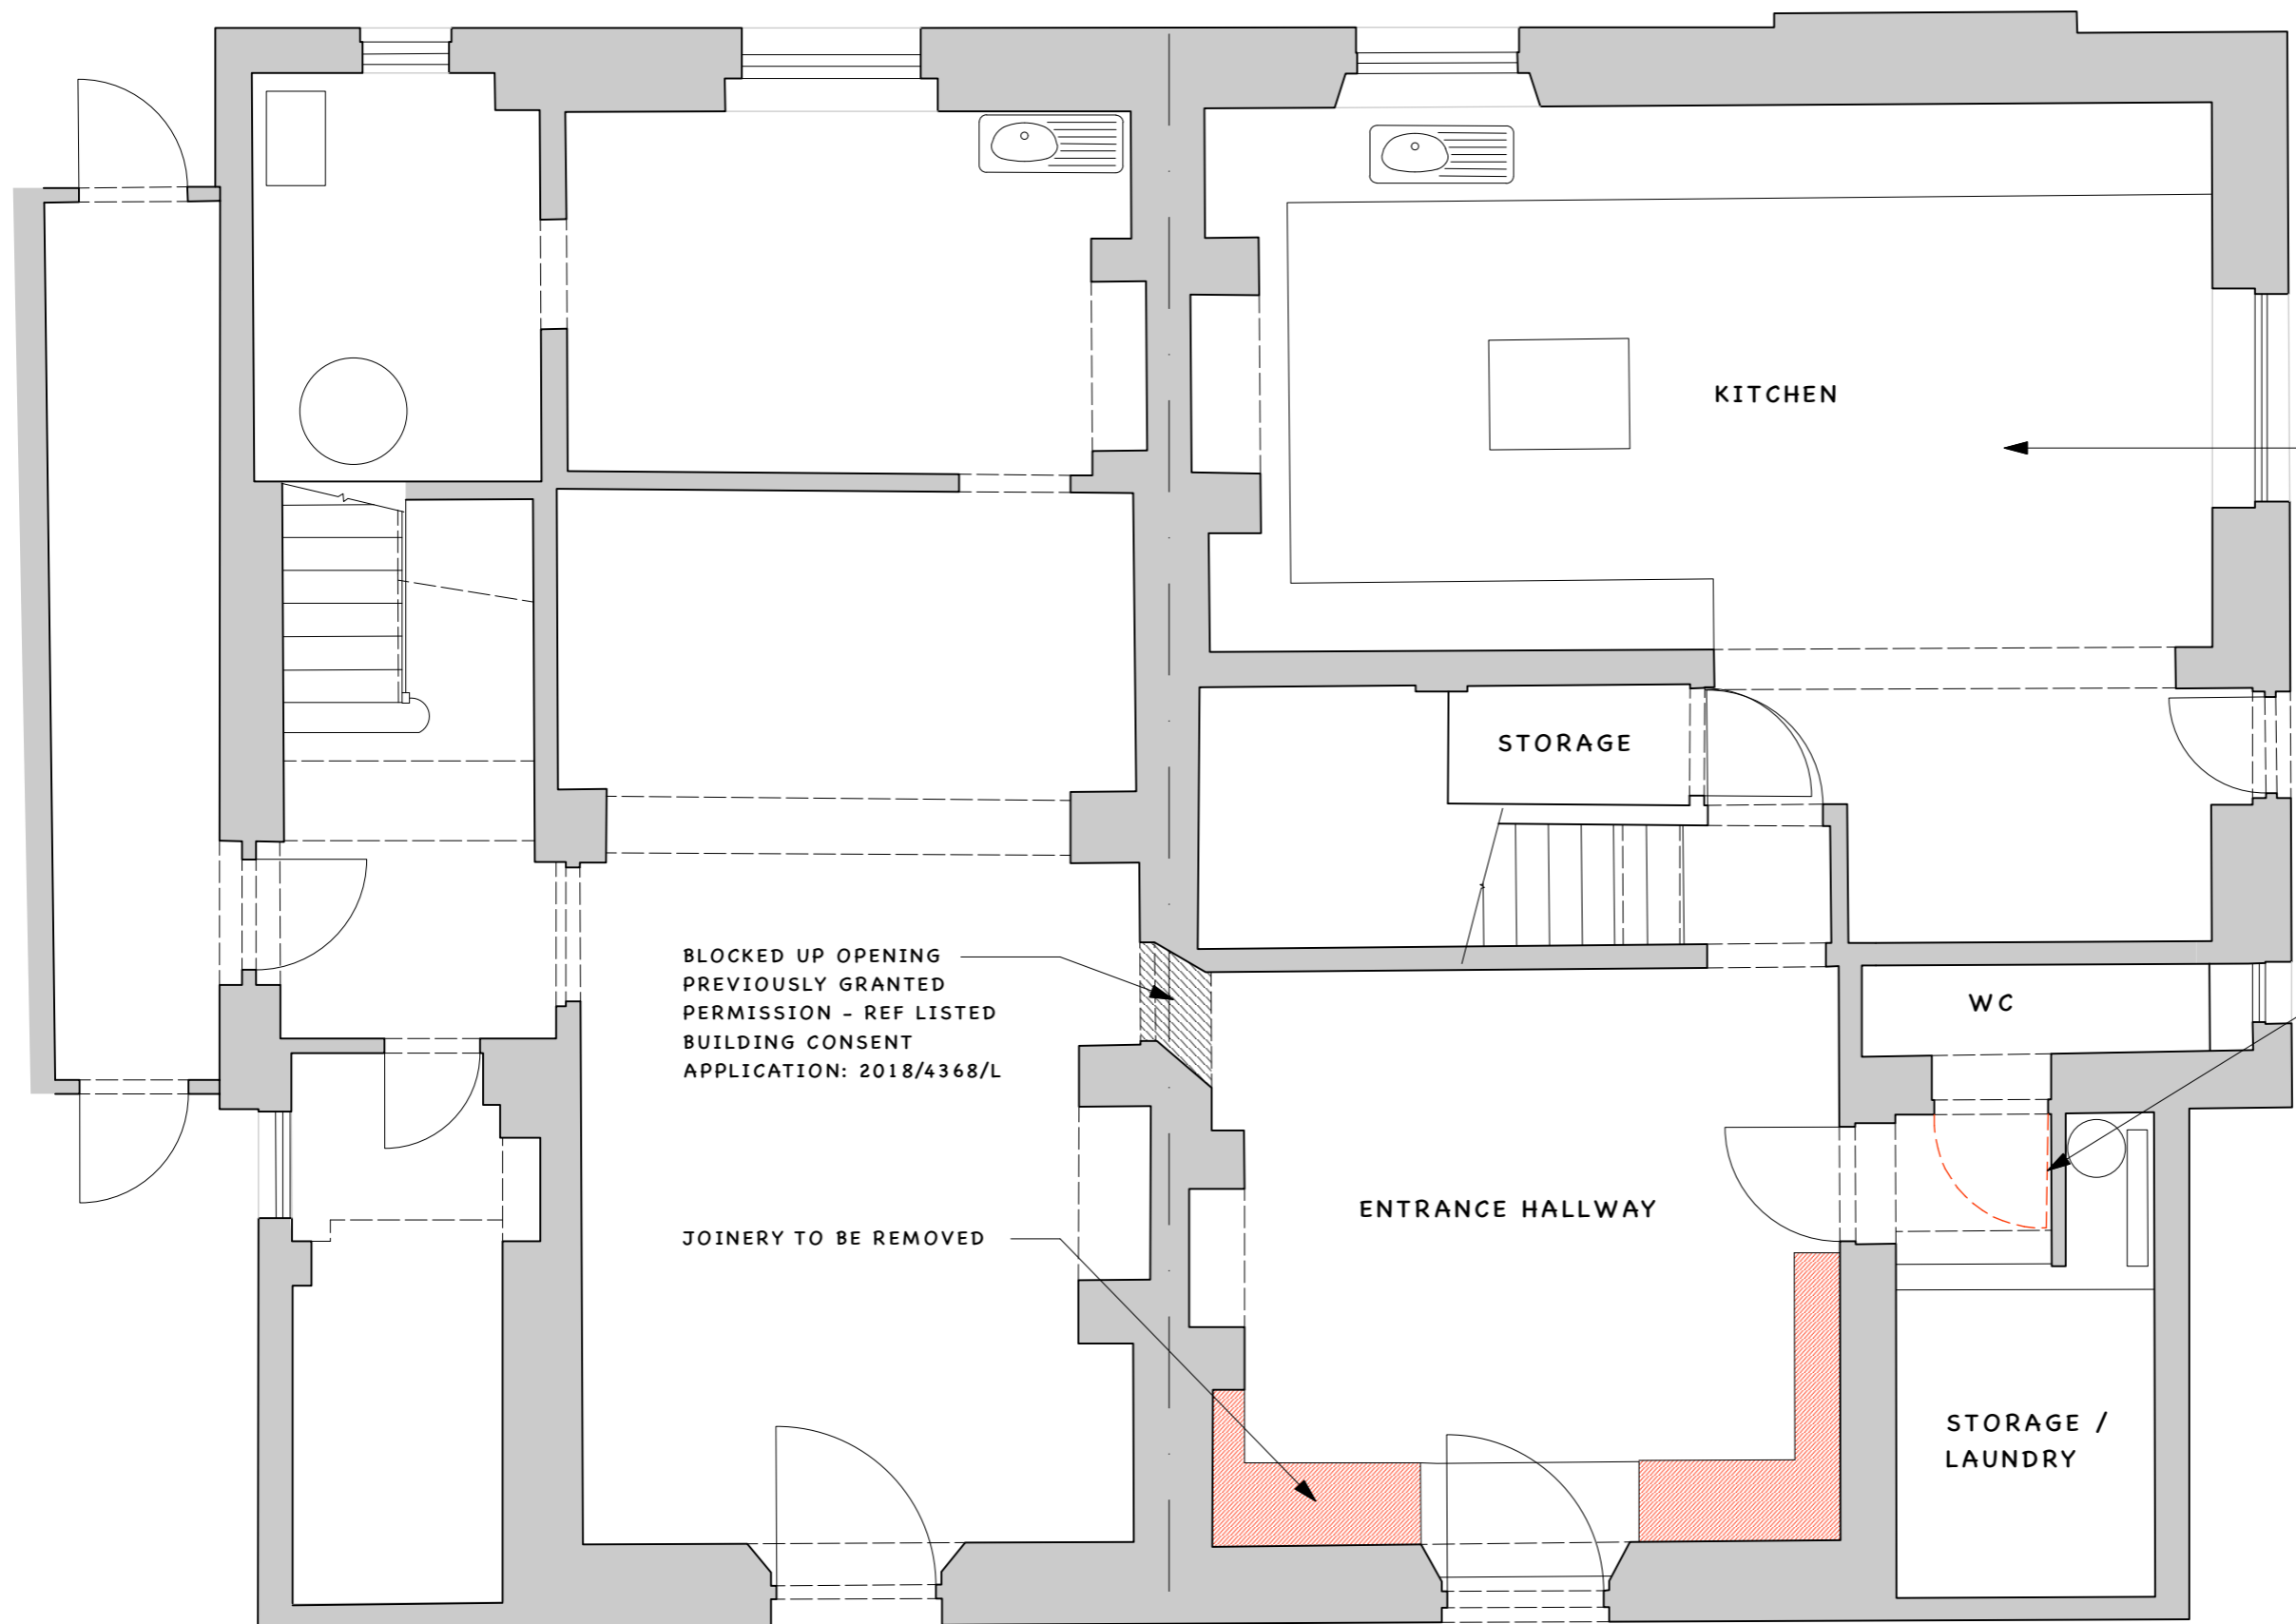 KITCHEN
STORAGE
BLOCKED UP OPENING
PREVIOUSLY GRANTED
PERMISSION - REF LISTED
BUILDING CONSENT
APPLICATION: 2018/4368/L
WC
ENTRANCE HALLWAY
JOINERY TO BE REMOVED
STORAGE /
LAUNDRY